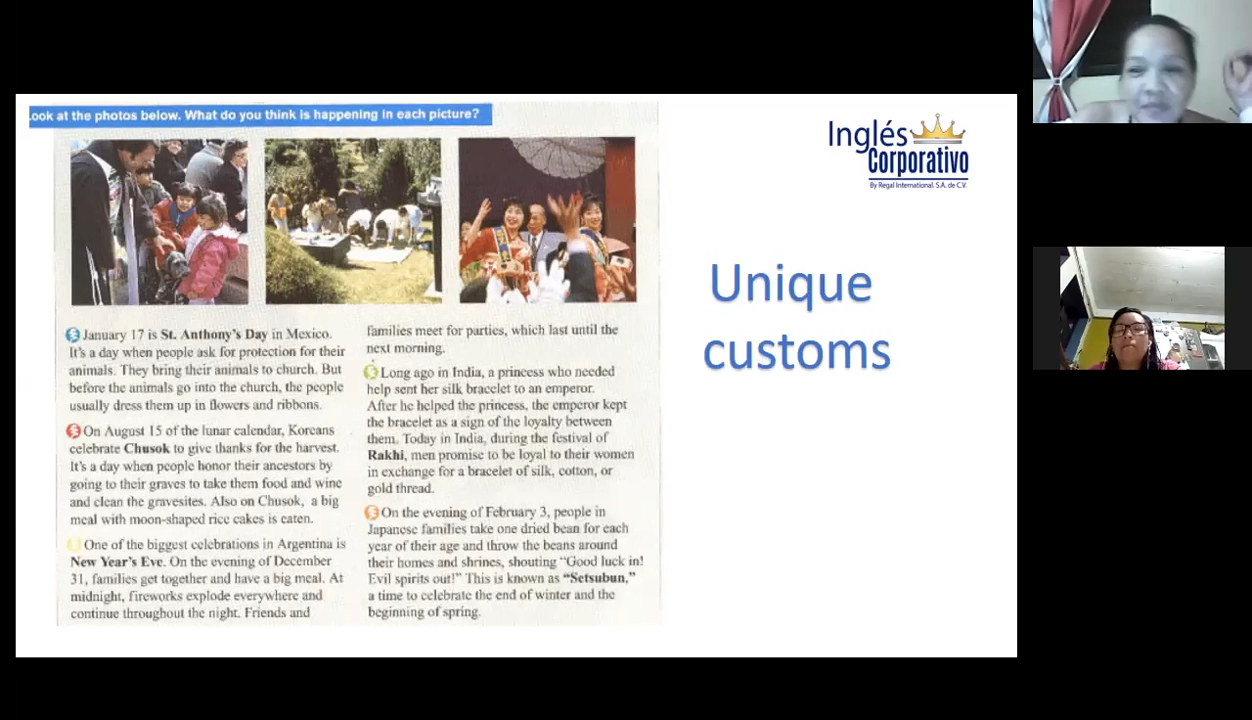 ook at the photos below. What do you think is happening in each picture?
January 17 is St. Anthony's Day in Mexico.
It's a day when people ask for protection for their
animals. They bring their animals to church. But
before the animals go into the church, the people
usually dress them up in flowers and ribbons.
On August 15 of the lunar calendar, Koreans
celebrate Chusok to give thanks for the harvest.
It's a day when people honor their ancestors by
going to their graves to take them food and wine
and clean the gravesites. Also on Chusok, a big
meal with moon-shaped rice cakes is eaten.
One of the biggest celebrations in Argentina is
New Year's Eve. On the evening of December
31, families get together and have a big meal. At
midnight, fireworks explode everywhere and
continue throughout the night. Friends and
families meet for parties, which last until the
next morning.
Long ago in India, a princess who needed
help sent her silk bracelet to an emperor.
After he helped the princess, the emperor kept
the bracelet as a sign of the loyalty between
them. Today in India, during the festival of
Rakhi, men promise to be loyal to their women
in exchange for a bracelet of silk, cotton, or
gold thread.
On the evening of February 3, people in
Japanese families take one dried bean for each
year of their age and throw the beans around
their homes and shrines, shouting "Good luck in!
Evil spirits out!" This is known as "Setsubun,"
a time to celebrate the end of winter and the
beginning of spring.
Inglés
Corporativo
By Regal International. S.A. de C.V.
Unique
customs